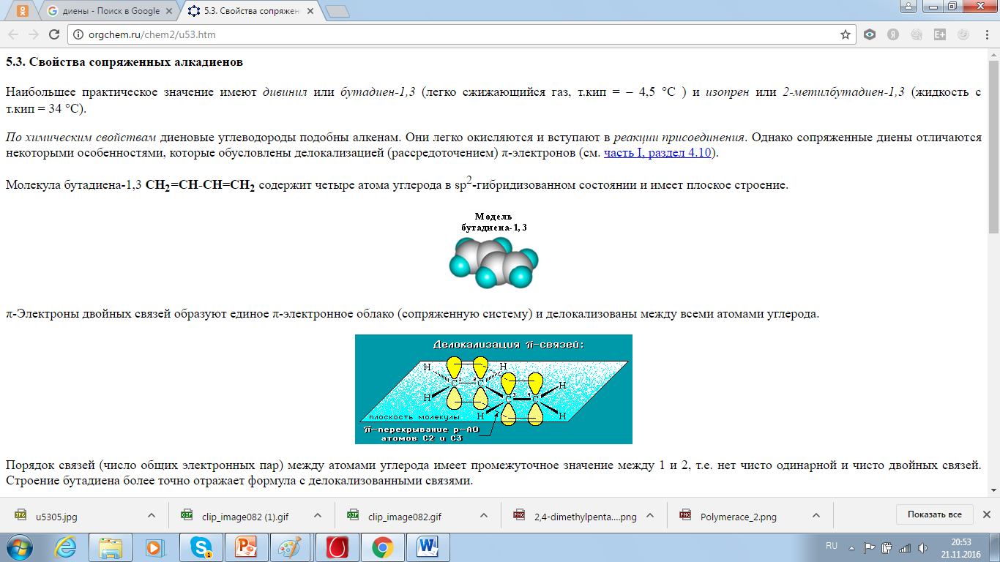 диены - Поиск в Google
5.3. Свойства сопряжен
orgchem.ru/chem2/u53.htm
5.3. Свойства сопряженных алкадиенов
Наибольшее практическое значение имеют дивинил или бутадиен-1,3 (легко сжижающийся газ, т.кип = – 4,5 °С ) и изопрен или 2-метилбутадиен-1,3 (жидкость с
т.кип = 34 °С).
По химическим свойствам диеновые углеводороды подобны алкенам. Они легко окисляются и вступают в реакции присоединения. Однако сопряженные диены отличаются
некоторыми особенностями, которые обусловлены делокализацией (рассредоточением) π-электронов (см. часть I, раздел 4.10).
Молекула бутадиена-1,3 CH2=CH-CH=CH2 содержит четыре атома углерода в sp2-гибридизованном состоянии и имеет плоское строение.
Модель
бутадиена-1,3
π-Электроны двойных связей образуют единое π-электронное облако (сопряженную систему) и делокализованы между всеми атомами углерода.
Делокализация π-связей:
H H
C 1 2 C
H C 3 4 C H
H H
плоскость молекулы
π-перекрывание р-АО
атомов С2 и С3
Порядок связей (число общих электронных пар) между атомами углерода имеет промежуточное значение между 1 и 2, т.е. нет чисто одинарной и чисто двойных связей.
Строение бутадиена более точно отражает формула с делокализованными связями.
u5305.jpg
clip_image082 (1).gif
clip_image082.gif
2,4-dimethylpenta....png
Polymerace_2.png
Показать все
RU
20:53
21.11.2016